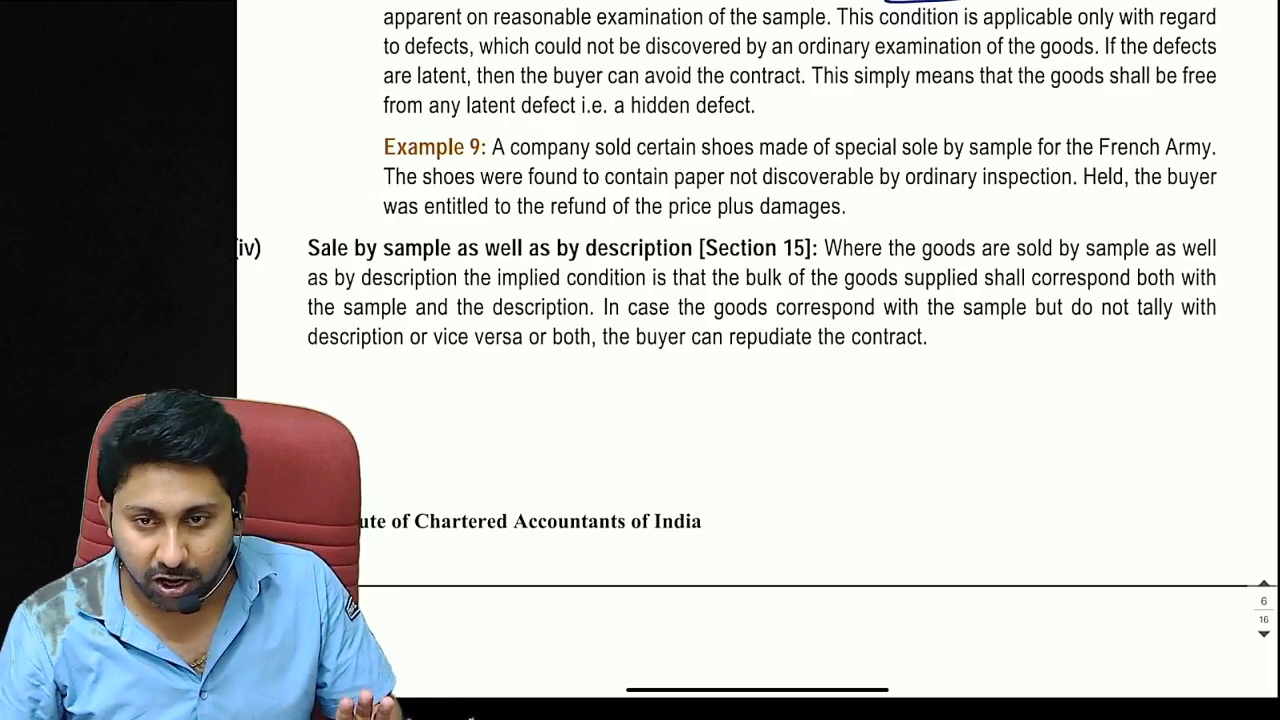 apparent on reasonable examination of the sample. This condition is applicable only with regard
to defects, which could not be discovered by an ordinary examination of the goods. If the defects
are latent, then the buyer can avoid the contract. This simply means that the goods shall be free
from any latent defect i.e. a hidden defect.
Example 9: A company sold certain shoes made of special sole by sample for the French Army.
The shoes were found to contain paper not discoverable by ordinary inspection. Held, the buyer
was entitled to the refund of the price plus damages.
iv) Sale by sample as well as by description [Section 15]: Where the goods are sold by sample as well
as by description the implied condition is that the bulk of the goods supplied shall correspond both with
the sample and the description. In case the goods correspond with the sample but do not tally with
description or vice versa or both, the buyer can repudiate the contract.
ute of Chartered Accountants of India
6
16